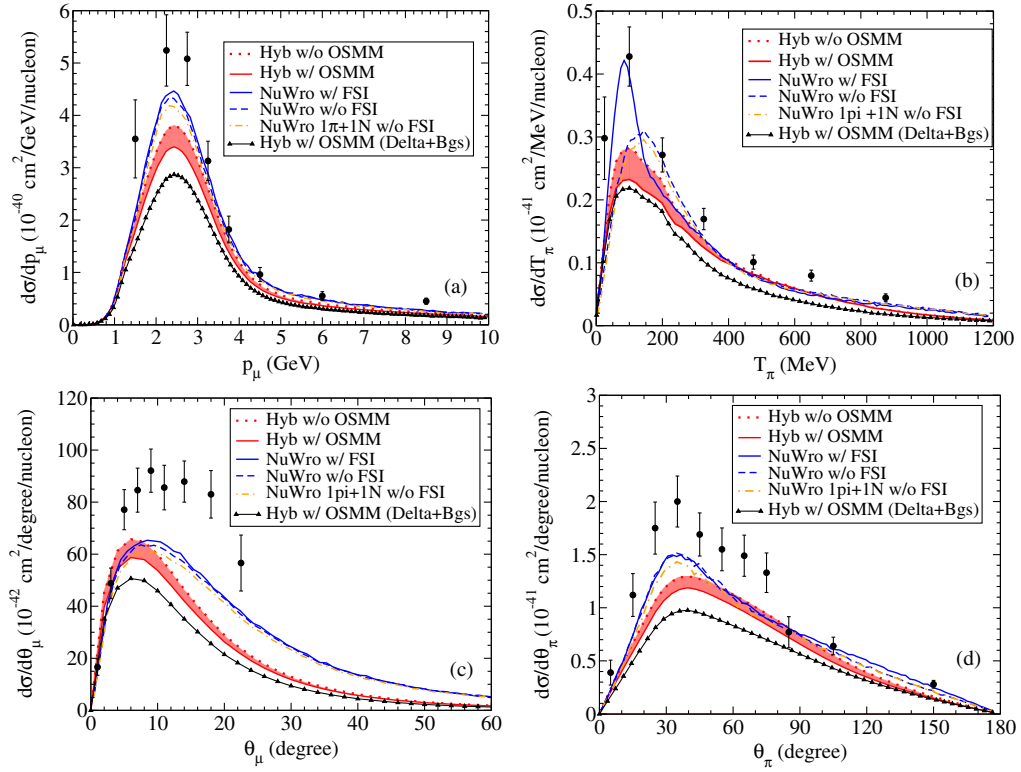 dσ/dp_μ (10^-40 cm^2/GeV/nucleon)
6
5
4
3
2
1
0
Hyb w/o OSMM
Hyb w/ OSMM
NuWro w/ FSI
NuWro w/o FSI
NuWro 1π+1N w/o FSI
Hyb w/ OSMM (Delta+Bgs)
(a)
0 1 2 3 4 5 6 7 8 9 10
p_μ (GeV)
dσ/dT_π (10^-41 cm^2/MeV/nucleon)
0.5
0.4
0.3
0.2
0.1
0
Hyb w/o OSMM
Hyb w/ OSMM
NuWro w/ FSI
NuWro w/o FSI
NuWro 1pi +1N w/o FSI
Hyb w/ OSMM (Delta+Bgs)
(b)
0 200 400 600 800 1000 1200
T_π (MeV)
dσ/dθ_μ (10^-42 cm^2/degree/nucleon)
120
100
80
60
40
20
0
Hyb w/o OSMM
Hyb w/ OSMM
NuWro w/ FSI
NuWro w/o FSI
NuWro 1pi+1N w/o FSI
Hyb w/ OSMM (Delta+Bgs)
(c)
0 10 20 30 40 50 60
θ_μ (degree)
dσ/dθ_π (10^-41 cm^2/degree/nucleon)
3
2.5
2
1.5
1
0.5
0
Hyb w/o OSMM
Hyb w/ OSMM
NuWro w/ FSI
NuWro w/o FSI
NuWro 1pi+1N w/o FSI
Hyb w/ OSMM (Delta+Bgs)
(d)
0 30 60 90 120 150 180
θ_π (degree)